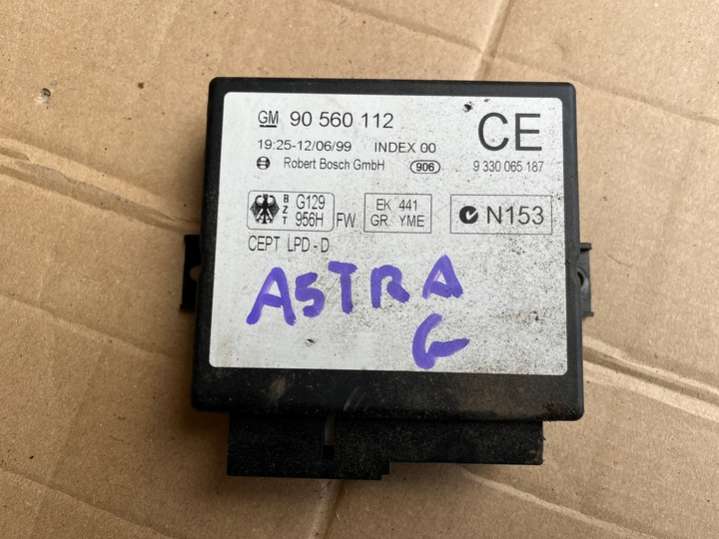 GM 90 560 112
CE
19:25-12/06/99 INDEX 00
Robert Bosch GmbH 906 9 330 065 187
BZT G129 956H FW
EK 441
GR. YME
N153
CEPT LPD-D
ASTRA
G